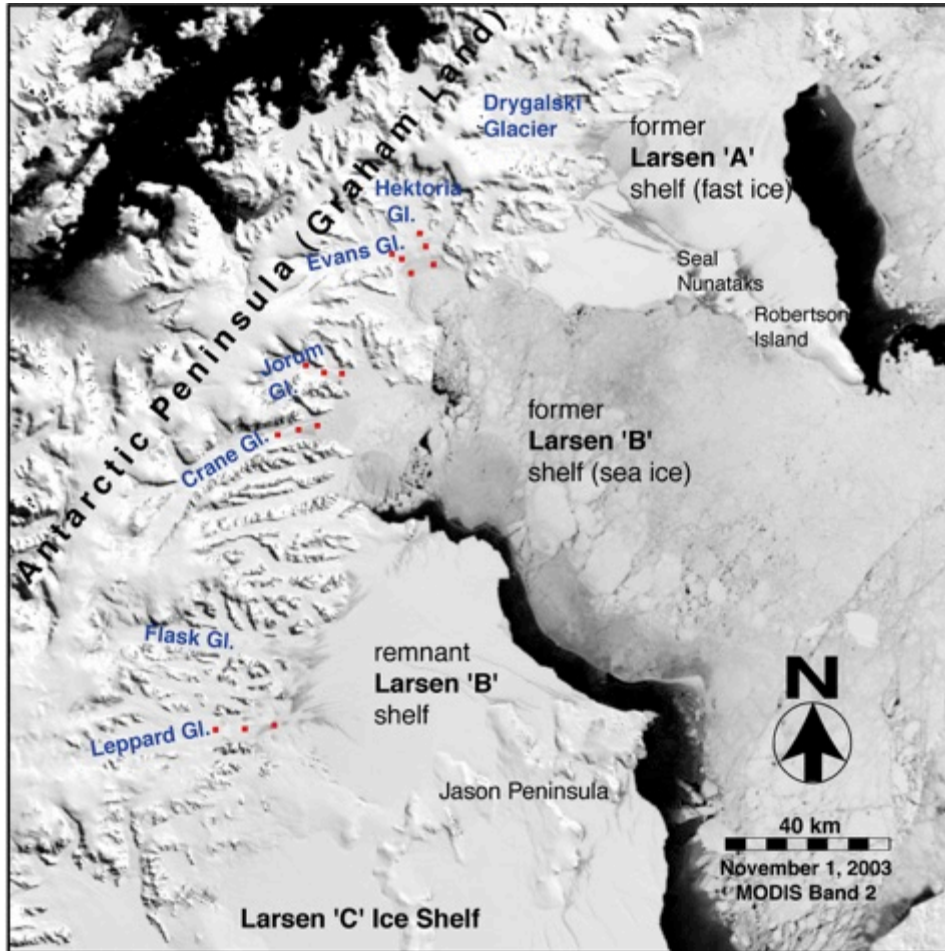 Antarctic Peninsula (Graham Land)
Drygalski
Glacier
former
Larsen 'A'
shelf (fast ice)
Hektoria
Gl.
Evans Gl.
Seal
Nunataks
Robertson
Island
Jorum
Gl.
former
Larsen 'B'
shelf (sea ice)
Crane Gl.
Flask Gl.
remnant
Larsen 'B'
shelf
Leppard Gl.
Jason Peninsula
N
40 km
November 1, 2003
MODIS Band 2
Larsen 'C' Ice Shelf